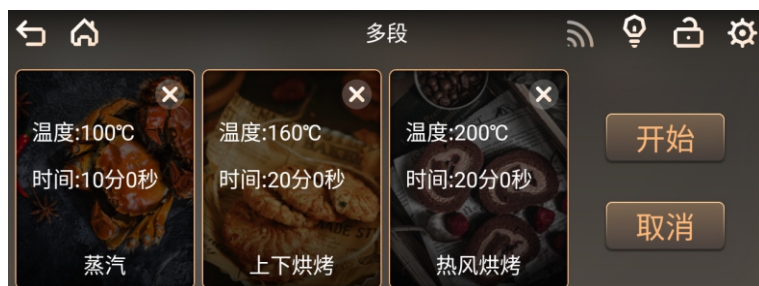 多段
温度:100℃
时间:10分0秒
蒸汽
温度:160℃
时间:20分0秒
上下烘烤
温度:200℃
时间:20分0秒
热风烘烤
开始
取消